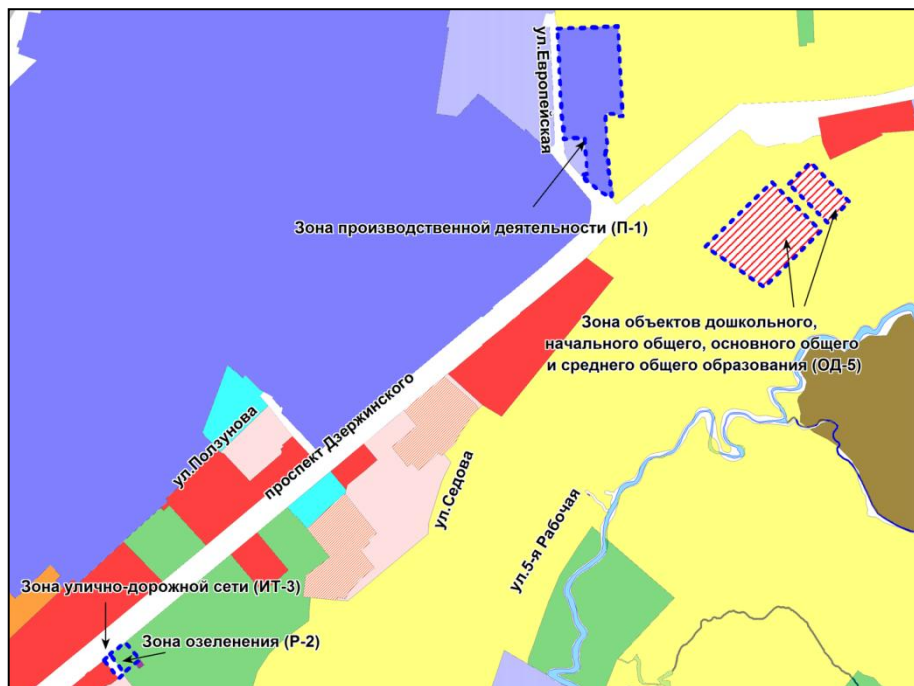 ул.Европейская
Зона производственной деятельности (П-1)
Зона объектов дошкольного,
начального общего, основного общего
и среднего общего образования (ОД-5)
ул.Ползунова
проспект Дзержинского
ул.Седова
ул.5-я Рабочая
Зона улично-дорожной сети (ИТ-3)
Зона озеленения (Р-2)